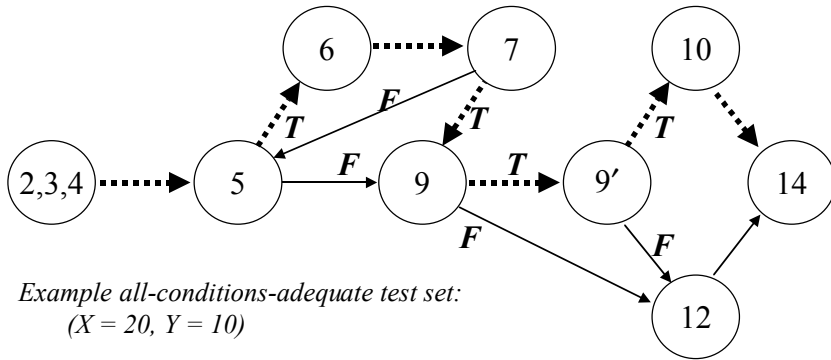 6
7
10
F
T
T
T
2,3,4
5
F
9
T
9′
14
F
F
12
Example all-conditions-adequate test set:
(X = 20, Y = 10)